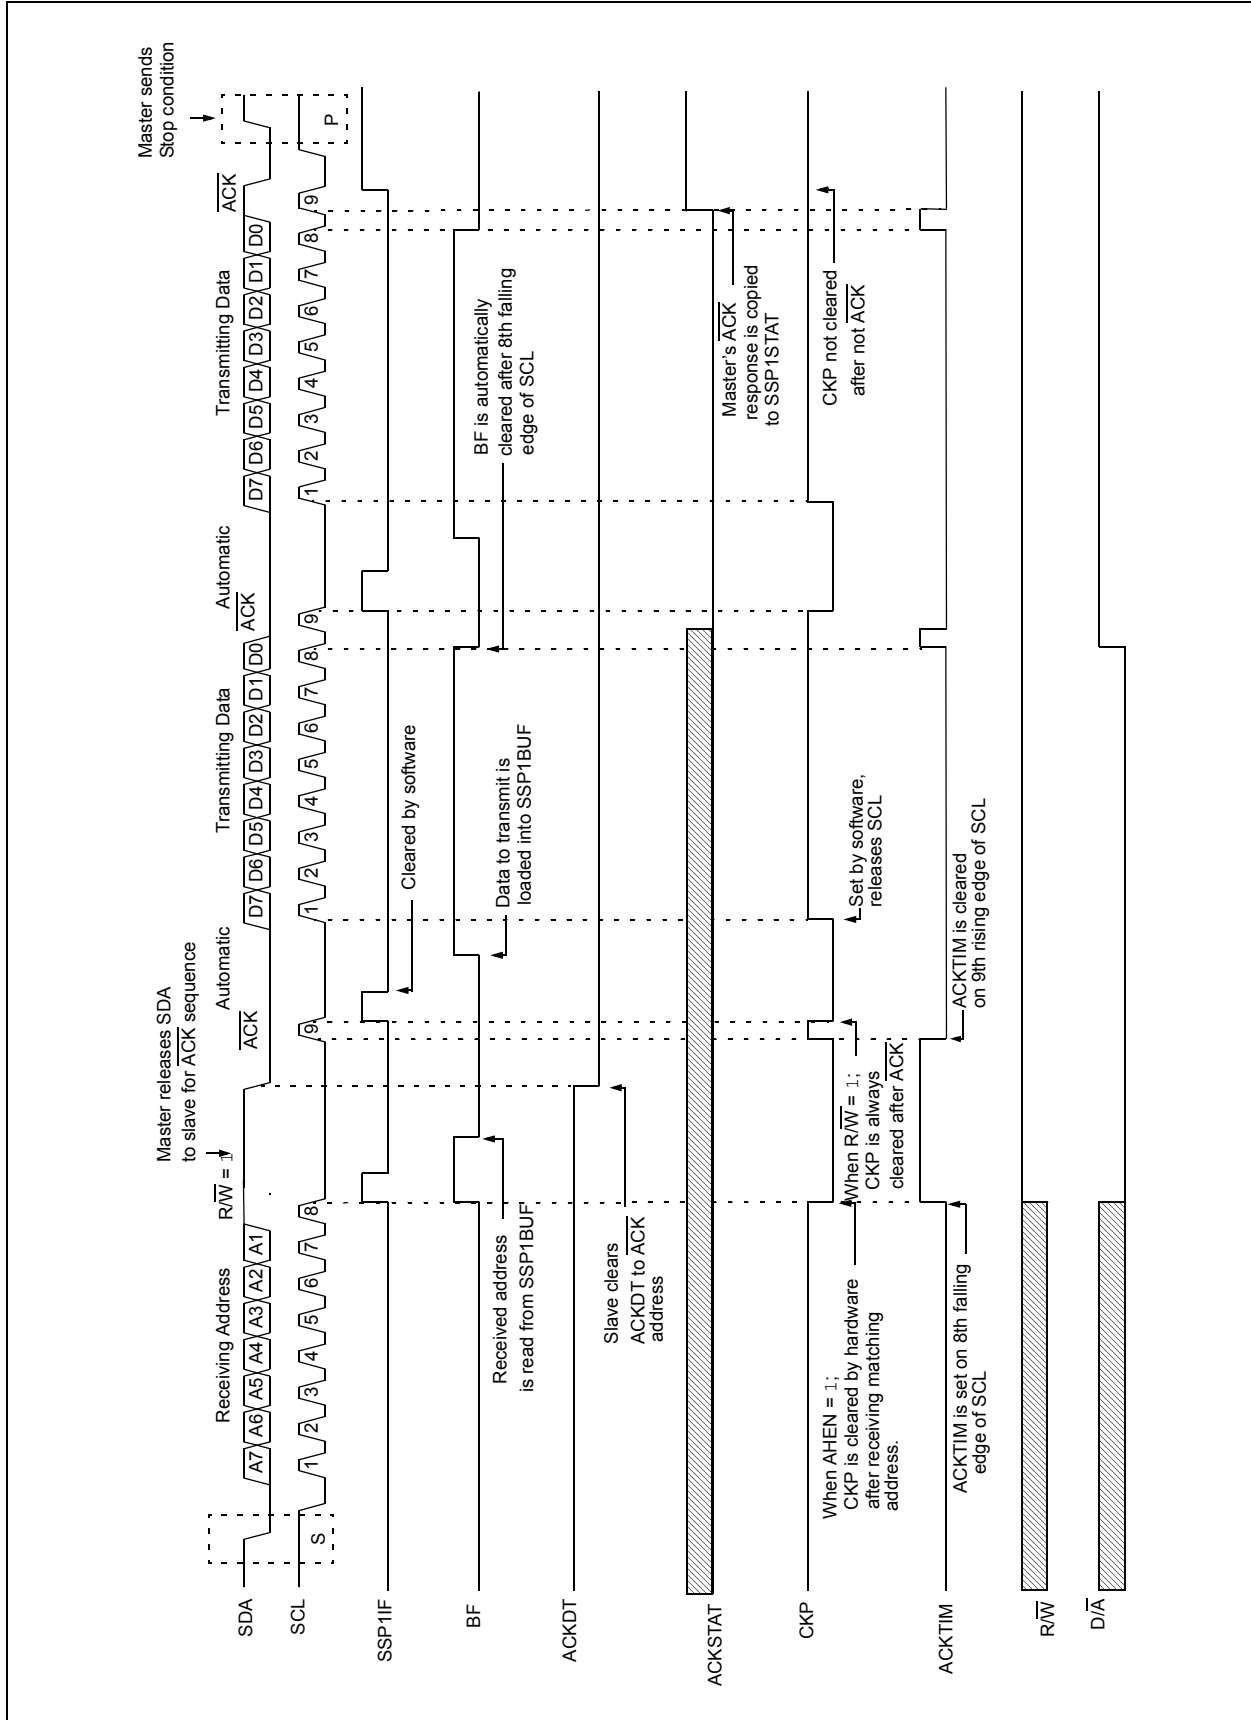 Master releases SDA
to slave for ACK sequence
Master sends
Stop condition
Receiving Address
R/W = 1
Automatic
ACK
Transmitting Data
Automatic
ACK
Transmitting Data
ACK
SDA
A7 A6 A5 A4 A3 A2 A1
D7 D6 D5 D4 D3 D2 D1 D0
D7 D6 D5 D4 D3 D2 D1 D0
SCL
1 2 3 4 5 6 7 8 9
1 2 3 4 5 6 7 8 9
1 2 3 4 5 6 7 8 9
S
P
SSP1IF
Cleared by software
BF
Received address
is read from SSP1BUF
Data to transmit is
loaded into SSP1BUF
BF is automatically
cleared after 8th falling
edge of SCL
ACKDT
Slave clears
ACKDT to ACK
address
ACKSTAT
Master's ACK
response is copied
to SSP1STAT
CKP
When AHEN = 1;
CKP is cleared by hardware
after receiving matching
address.
When R/W = 1;
CKP is always
cleared after ACK
Set by software,
releases SCL
CKP not cleared
after not ACK
ACKTIM
ACKTIM is set on 8th falling
edge of SCL
ACKTIM is cleared
on 9th rising edge of SCL
R/W
D/A